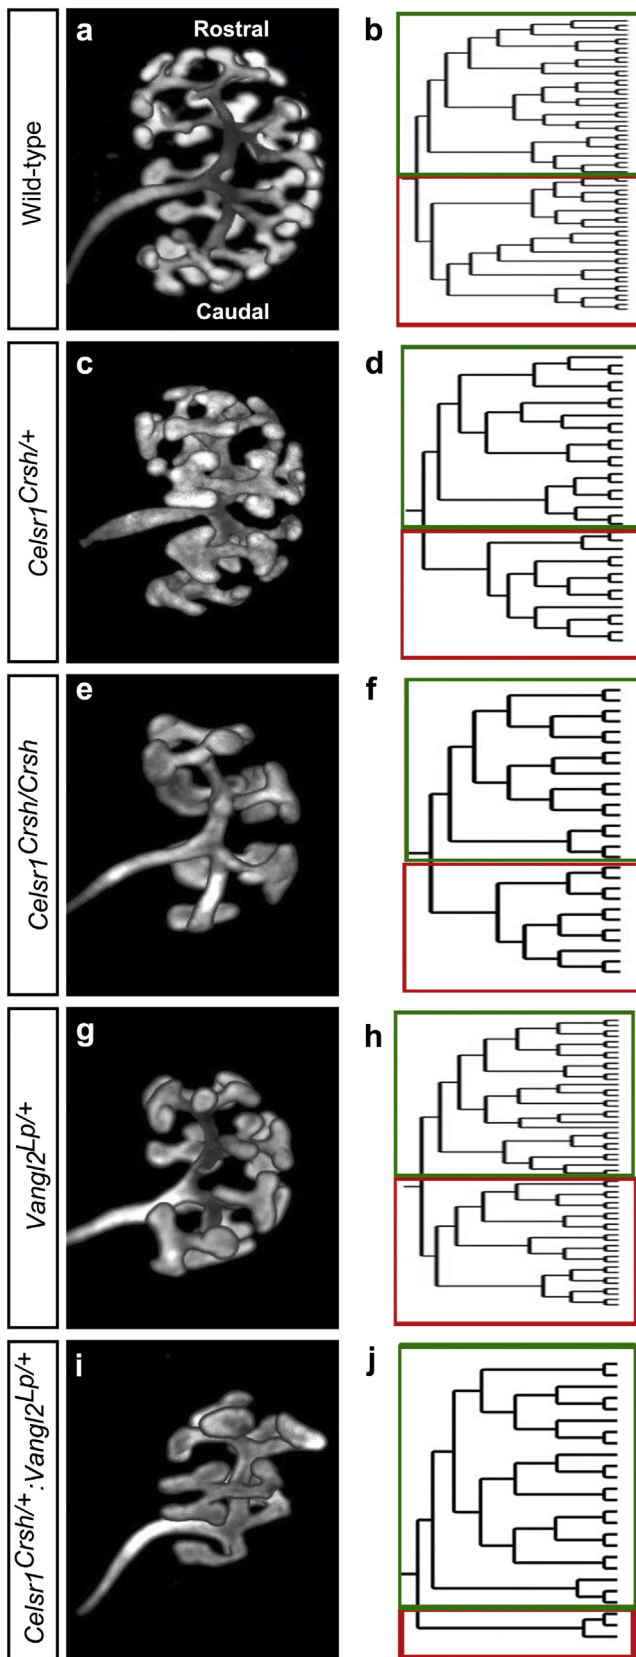 Wild-type
a
Rostral
Caudal
b
Celsr1Crsh/+
c
d
Celsr1Crsh/Crsh
e
f
Vangl2Lp/+
g
h
Celsr1Crsh/+:Vangl2Lp/+
i
j